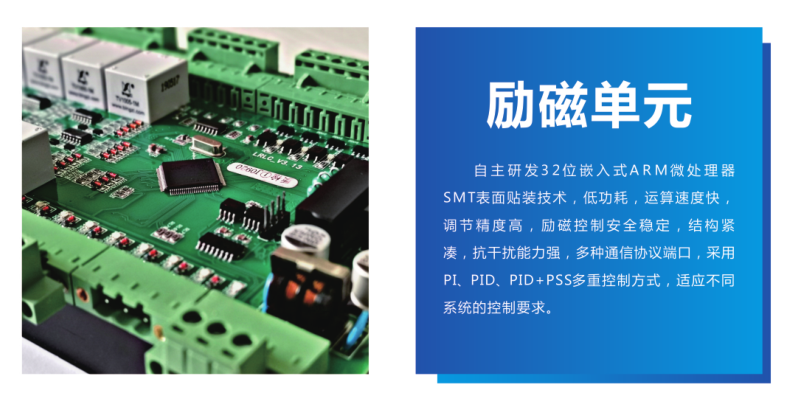 LRLC_V3.13
励磁单元
自主研发32位嵌入式ARM微处理器
SMT表面贴装技术，低功耗，运算速度快，
调节精度高，励磁控制安全稳定，结构紧
凑，抗干扰能力强，多种通信协议端口，采用
PI、PID、PID+PSS多重控制方式，适应不同
系统的控制要求。